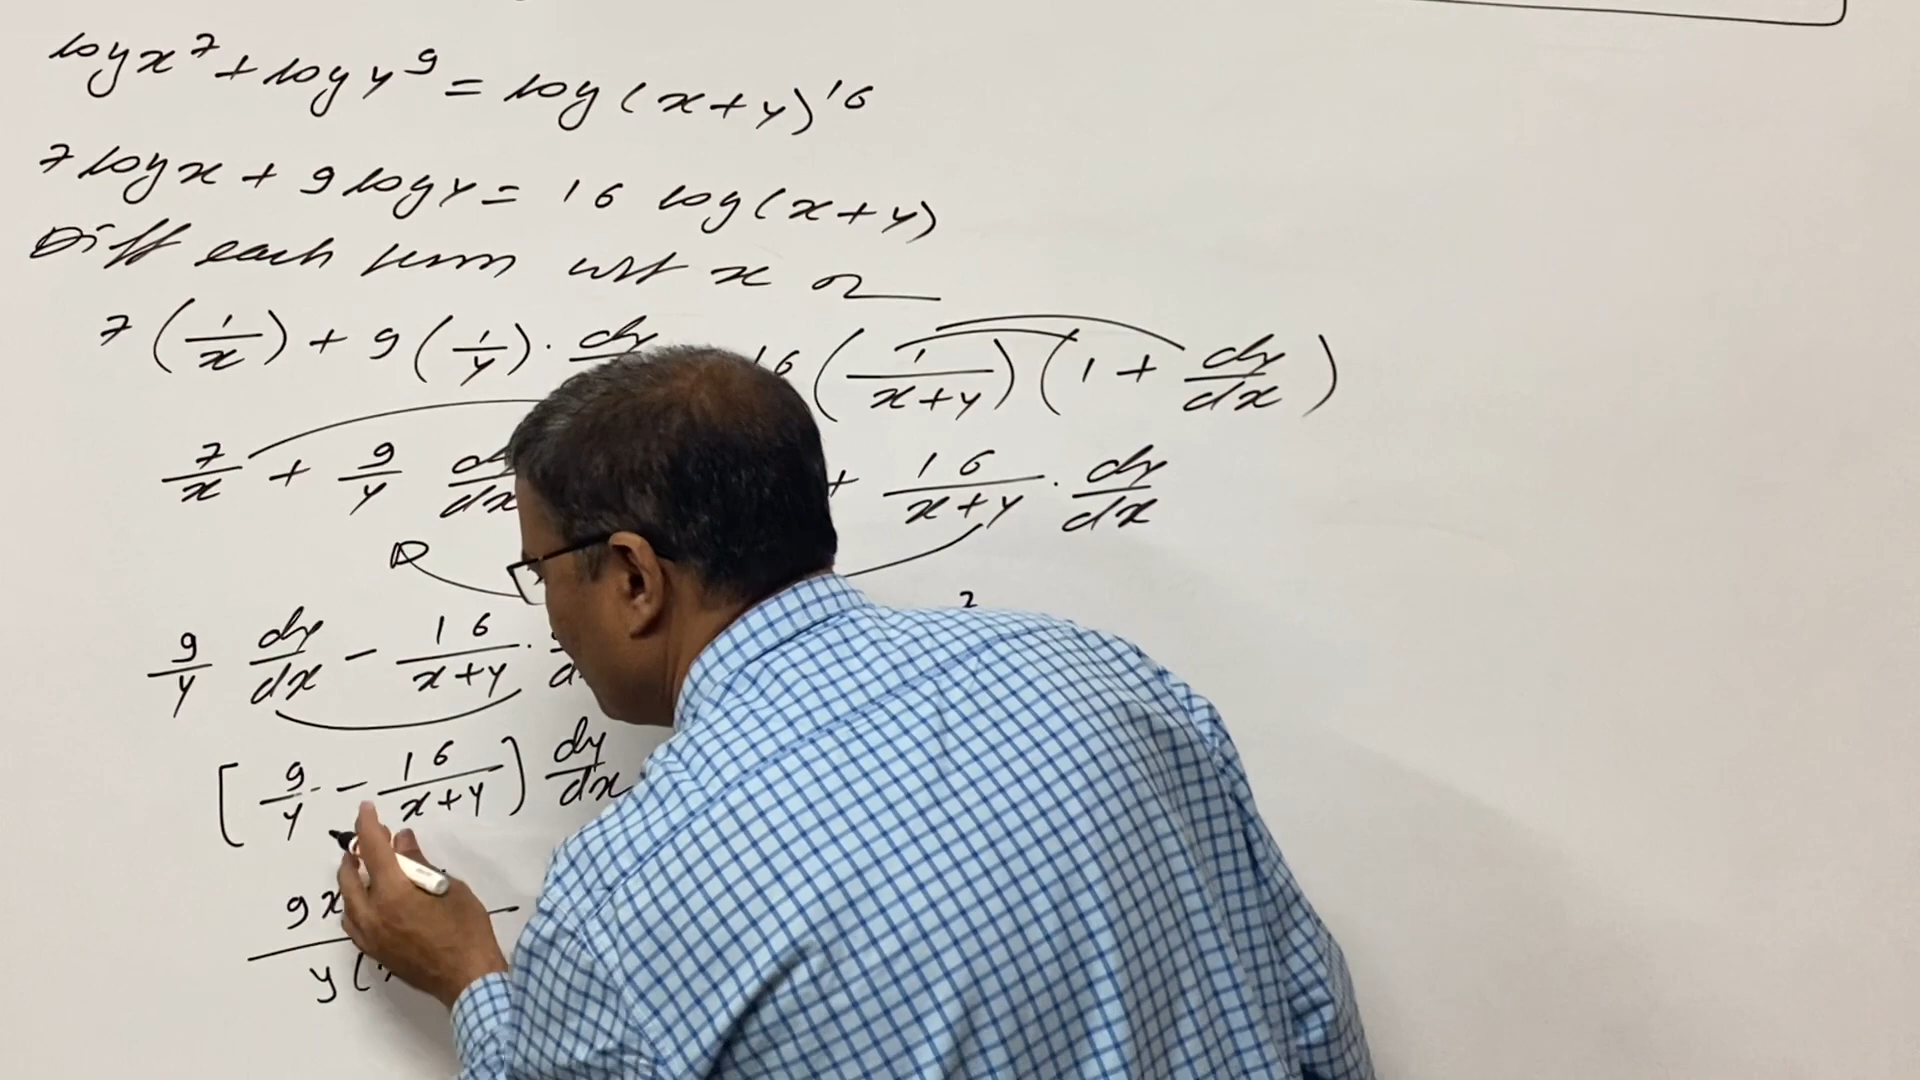 log x⁷ + log y⁹ = log (x+y)¹⁶
7 log x + 9 log y = 16 log (x+y)
Diff each term wrt x
7 (1/x) + 9 (1/y) · dy 16 (1/(x+y)) (1 + dy/dx)
7/x + 9/y dy/dx + 16/(x+y) · dy/dx
9/y dy/dx − 16/(x+y) ·
[9/y − 16/(x+y)] dy/dx
9x
y (